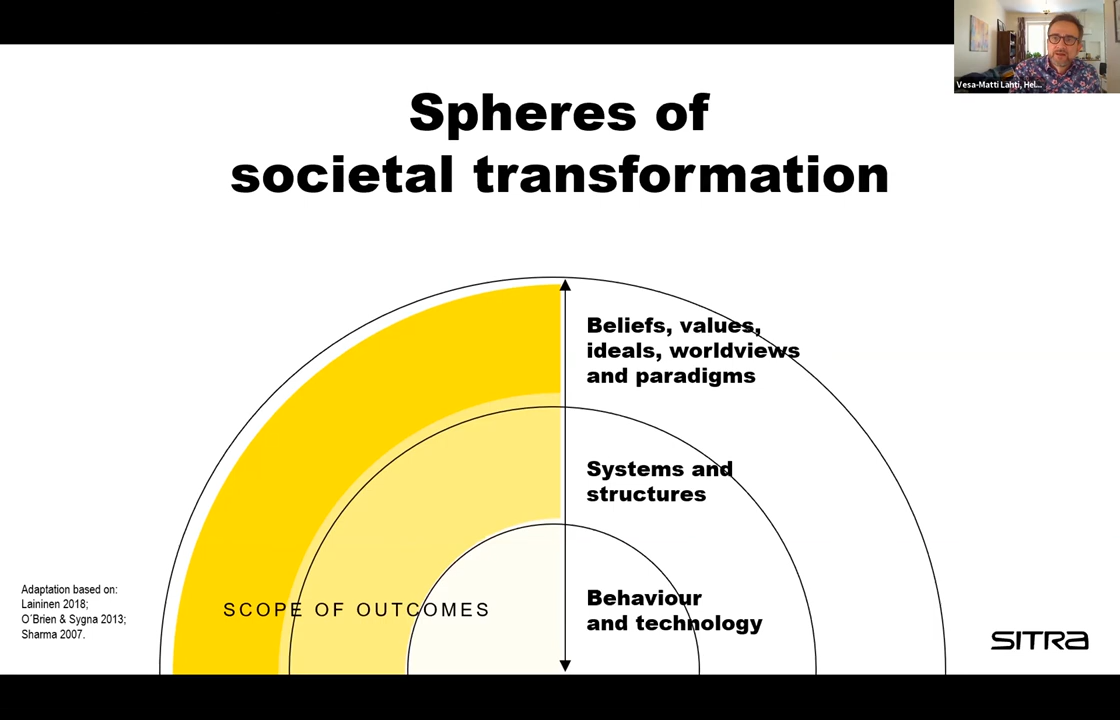 Vesa-Matti Lahti, Hel...
Spheres of
societal transformation
Beliefs, values,
ideals, worldviews
and paradigms
Systems and
structures
Behaviour
and technology
SCOPE OF OUTCOMES
Adaptation based on:
Laininen 2018;
O´Brien & Sygna 2013;
Sharma 2007.
SITRA